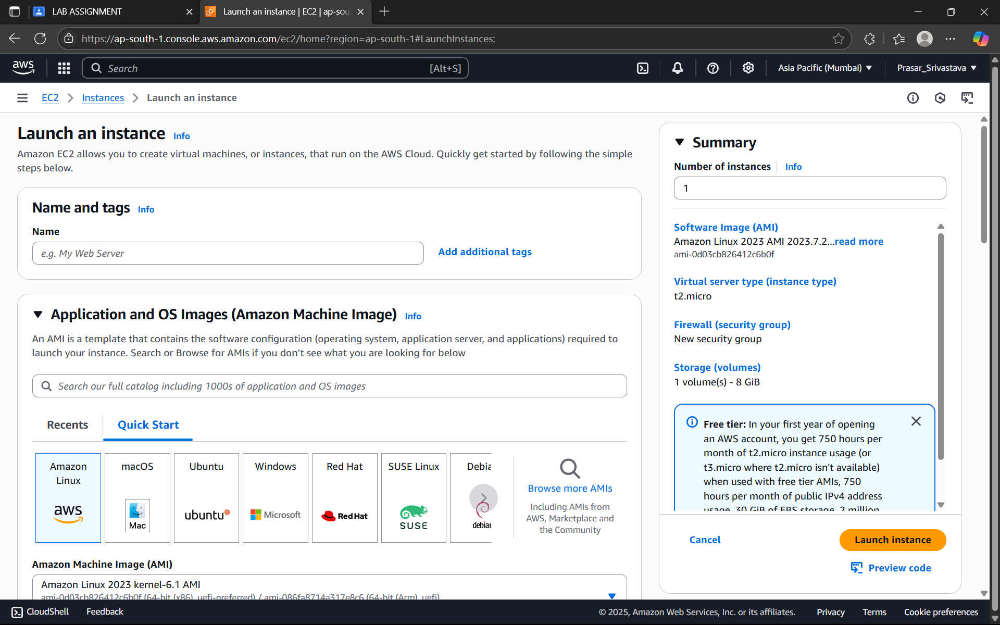 LAB ASSIGNMENT
Launch an instance | EC2 | ap-sou
https://ap-south-1.console.aws.amazon.com/ec2/home?region=ap-south-1#LaunchInstances:
aws
Search
[Alt+S]
Asia Pacific (Mumbai)
Prasar_Srivastava
EC2
Instances
Launch an instance
Launch an instance Info
Amazon EC2 allows you to create virtual machines, or instances, that run on the AWS Cloud. Quickly get started by following the simple
steps below.
Name and tags Info
Name
e.g. My Web Server
Add additional tags
Application and OS Images (Amazon Machine Image) Info
An AMI is a template that contains the software configuration (operating system, application server, and applications) required to
launch your instance. Search or Browse for AMIs if you don't see what you are looking for below
Search our full catalog including 1000s of application and OS images
Recents
Quick Start
Amazon
Linux
aws
macOS
Mac
Ubuntu
ubuntu
Windows
Microsoft
Red Hat
Red Hat
SUSE Linux
SUSE
Debia
debian
Browse more AMIs
Including AMIs from
AWS, Marketplace and
the Community
Amazon Machine Image (AMI)
Amazon Linux 2023 kernel-6.1 AMI
ami-0d03cb826412c6b0f (64-bit (x86), uefi-preferred) / ami-086fa8714a317e8c6 (64-bit (Arm), uefi)
Summary
Number of instances
Info
1
Software Image (AMI)
Amazon Linux 2023 AMI 2023.7.2...read more
ami-0d03cb826412c6b0f
Virtual server type (instance type)
t2.micro
Firewall (security group)
New security group
Storage (volumes)
1 volume(s) - 8 GiB
Free tier: In your first year of opening
an AWS account, you get 750 hours per
month of t2.micro instance usage (or
t3.micro where t2.micro isn't available)
when used with free tier AMIs, 750
hours per month of public IPv4 address
usage, 30 GiB of EBS storage, 2 million
Cancel
Launch instance
Preview code
CloudShell
Feedback
© 2025, Amazon Web Services, Inc. or its affiliates.
Privacy
Terms
Cookie preferences